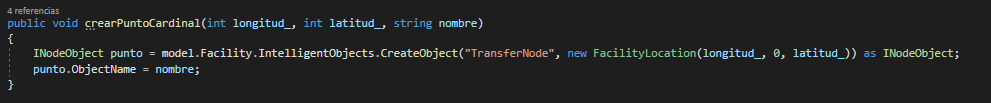 4 referencias
public void crearPuntoCardinal(int longitud_, int latitud_, string nombre)
{
INodeObject punto = model.Facility.IntelligentObjects.CreateObject("TransferNode", new FacilityLocation(longitud_, 0, latitud_)) as INodeObject;
punto.ObjectName = nombre;
}